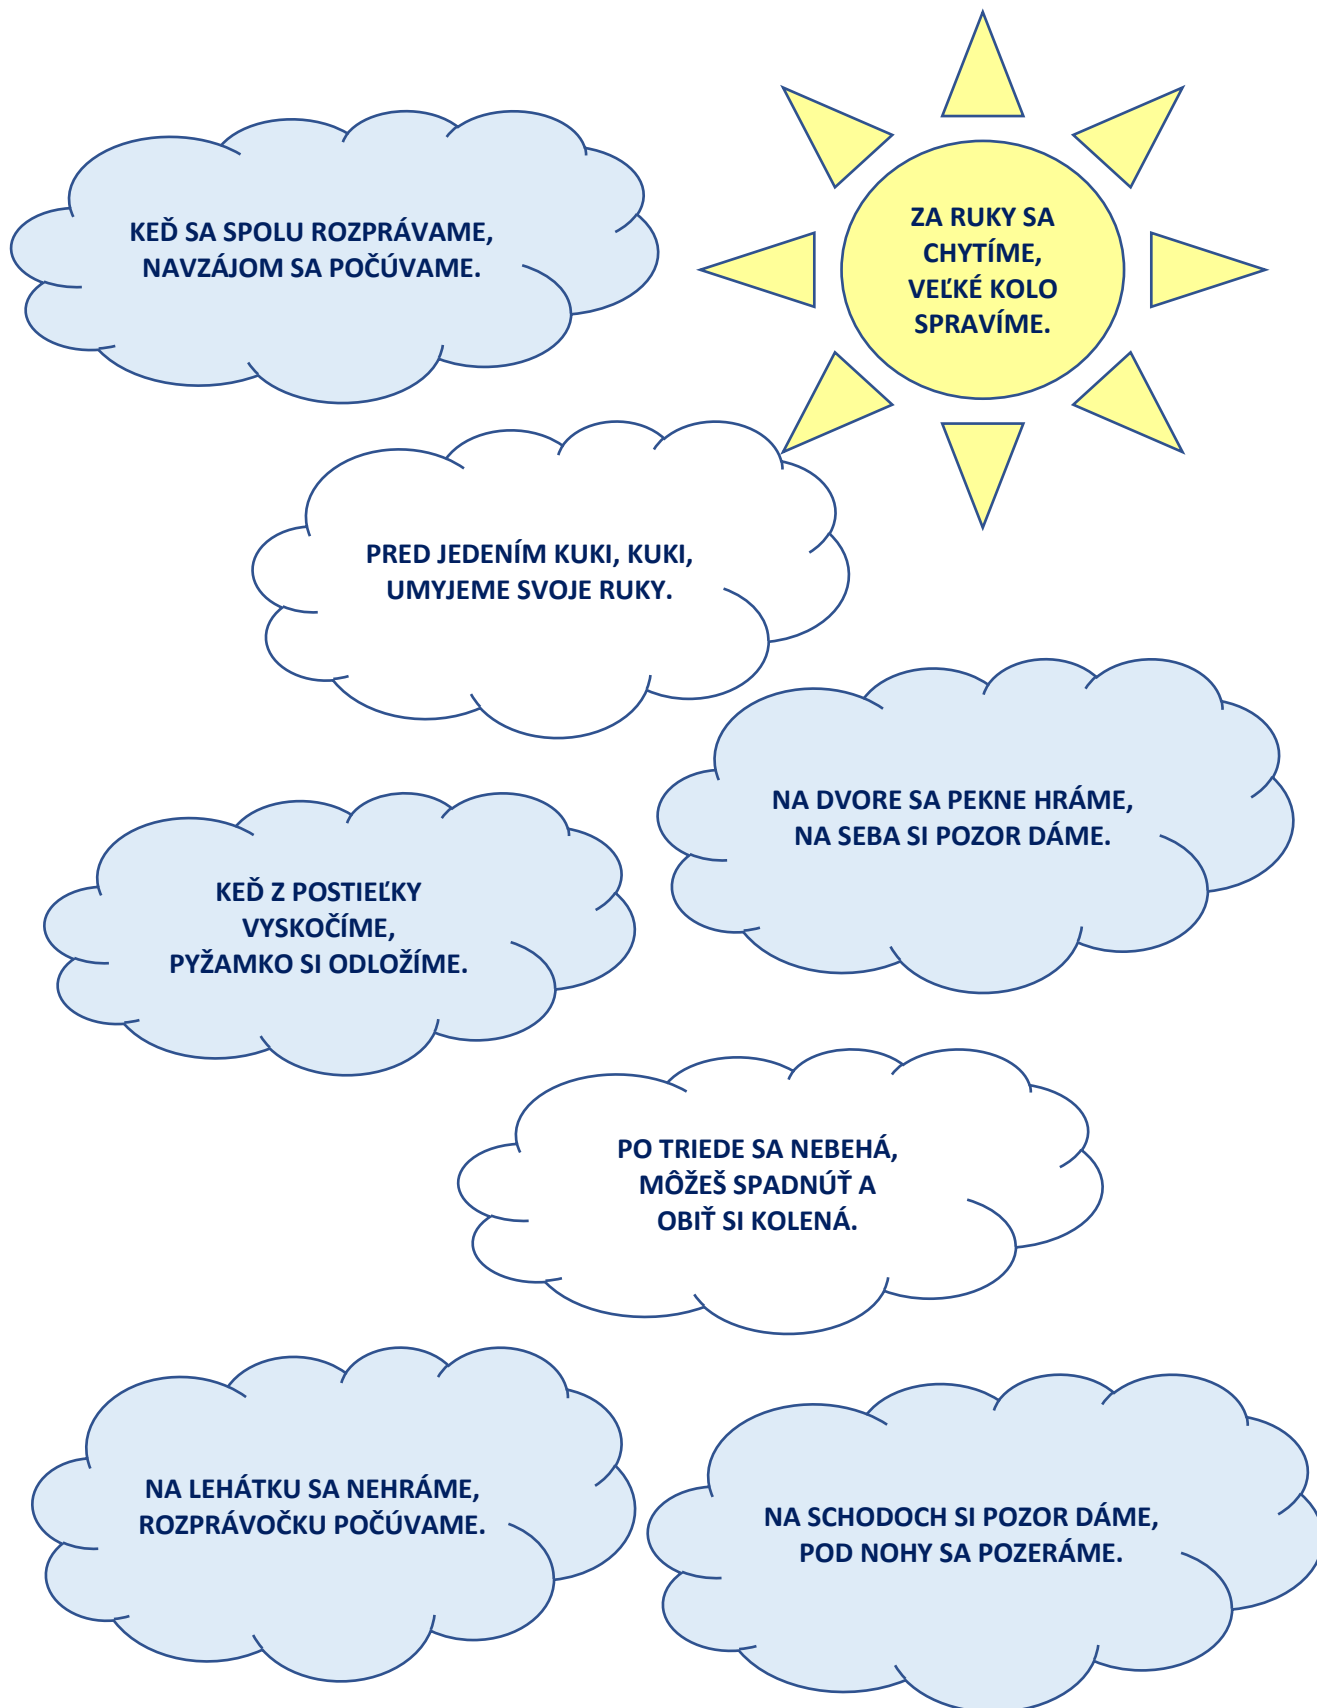 KEĎ SA SPOLU ROZPRÁVAME,
NAVZÁJOM SA POČÚVAME.
ZA RUKY SA
CHYTÍME,
VEĽKÉ KOLO
SPRAVÍME.
PRED JEDENÍM KUKI, KUKI,
UMYJEME SVOJE RUKY.
NA DVORE SA PEKNE HRÁME,
NA SEBA SI POZOR DÁME.
KEĎ Z POSTIEĽKY
VYSKOČÍME,
PYŽAMKO SI ODLOŽÍME.
PO TRIEDE SA NEBEHÁ,
MÔŽEŠ SPADNÚŤ A
OBIŤ SI KOLENÁ.
NA LEHÁTKU SA NEHRÁME,
ROZPRÁVOČKU POČÚVAME.
NA SCHODOCH SI POZOR DÁME,
POD NOHY SA POZERÁME.